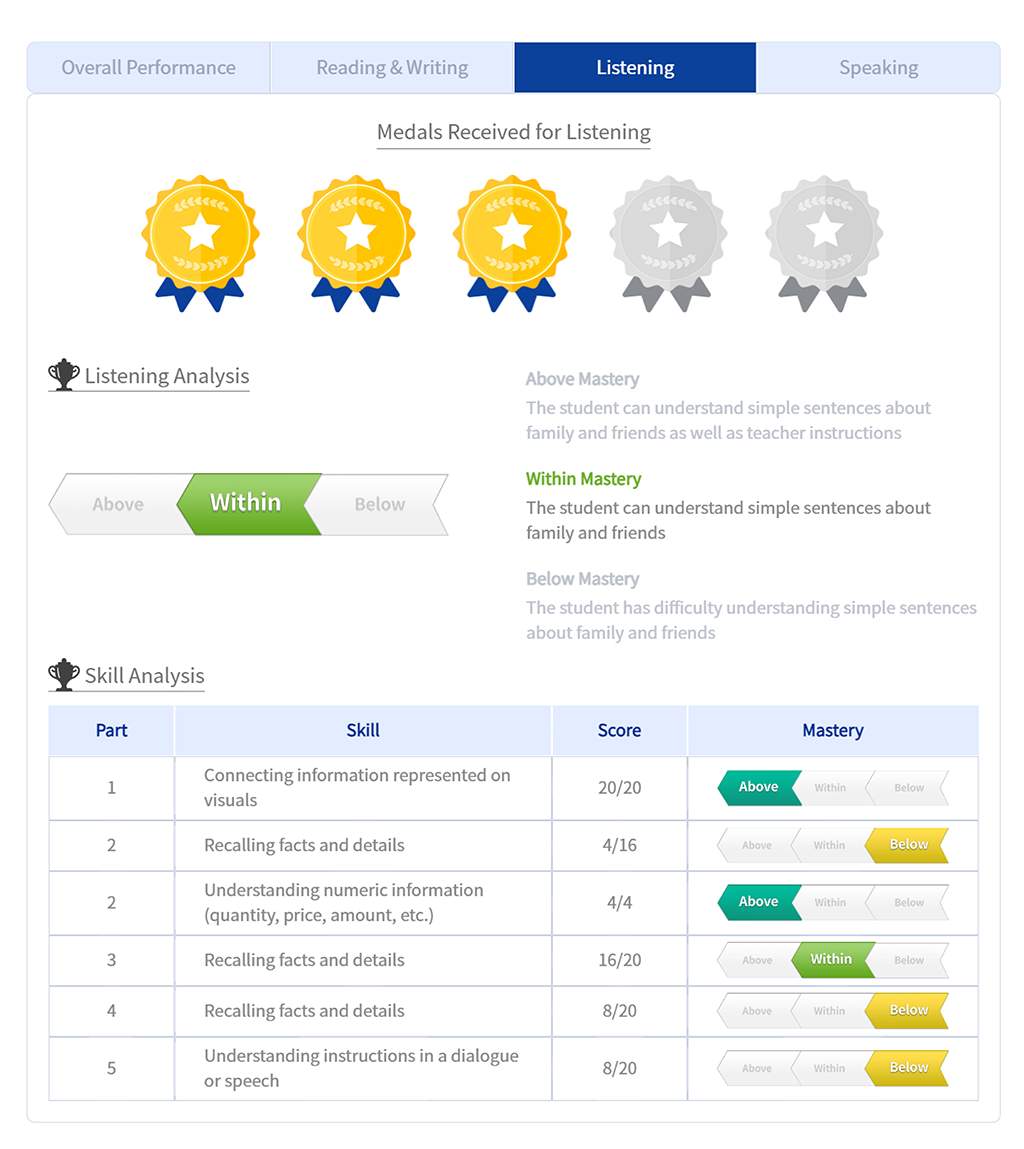 Overall Performance
Reading & Writing
Listening
Speaking
Medals Received for Listening
Listening Analysis
Above
Within
Below
Above Mastery
The student can understand simple sentences about
family and friends as well as teacher instructions
Within Mastery
The student can understand simple sentences about
family and friends
Below Mastery
The student has difficulty understanding simple sentences
about family and friends
Skill Analysis
Part
Skill
Score
Mastery
1
Connecting information represented on
visuals
20/20
Above
Within
Below
2
Recalling facts and details
4/16
Above
Within
Below
2
Understanding numeric information
(quantity, price, amount, etc.)
4/4
Above
Within
Below
3
Recalling facts and details
16/20
Above
Within
Below
4
Recalling facts and details
8/20
Above
Within
Below
5
Understanding instructions in a dialogue
or speech
8/20
Above
Within
Below